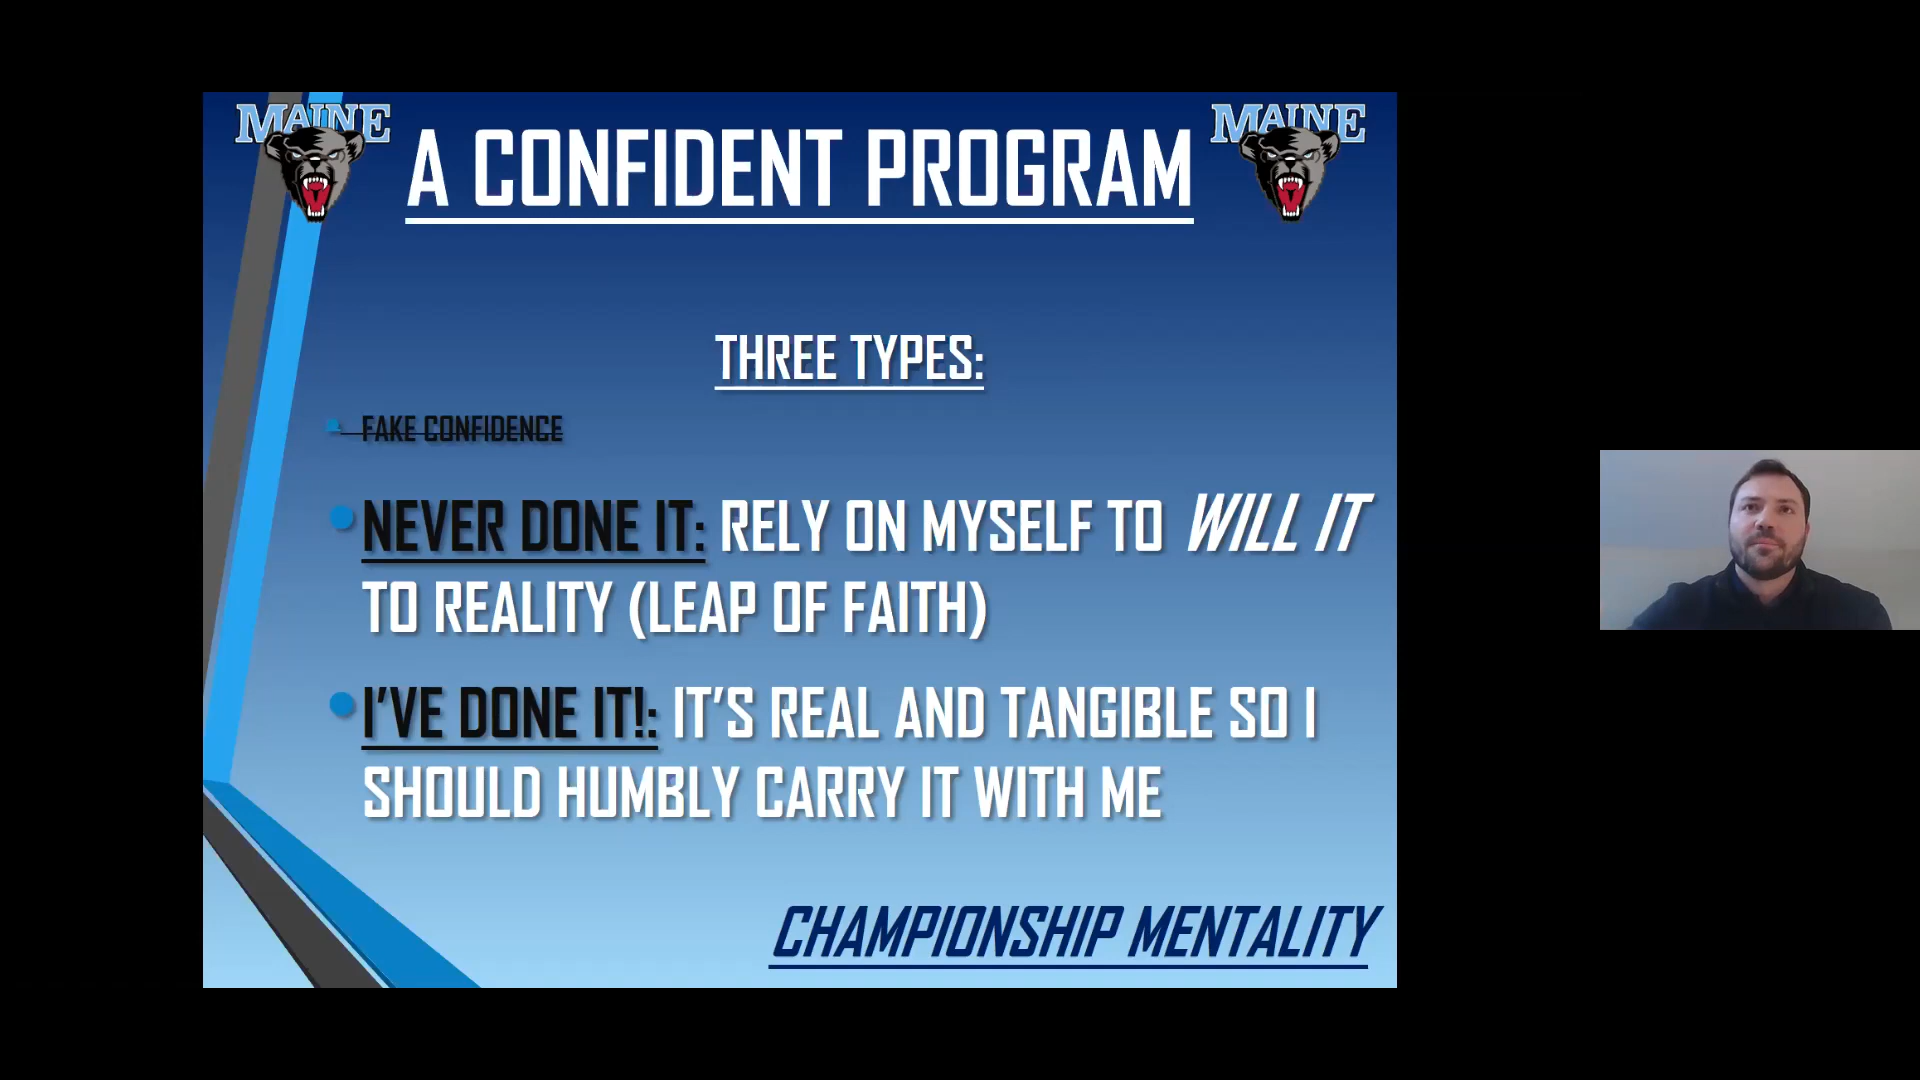 MAINE
MAINE
A CONFIDENT PROGRAM
THREE TYPES:
FAKE CONFIDENCE
NEVER DONE IT: RELY ON MYSELF TO WILL IT
TO REALITY (LEAP OF FAITH)
I'VE DONE IT!: IT'S REAL AND TANGIBLE SO I
SHOULD HUMBLY CARRY IT WITH ME
CHAMPIONSHIP MENTALITY